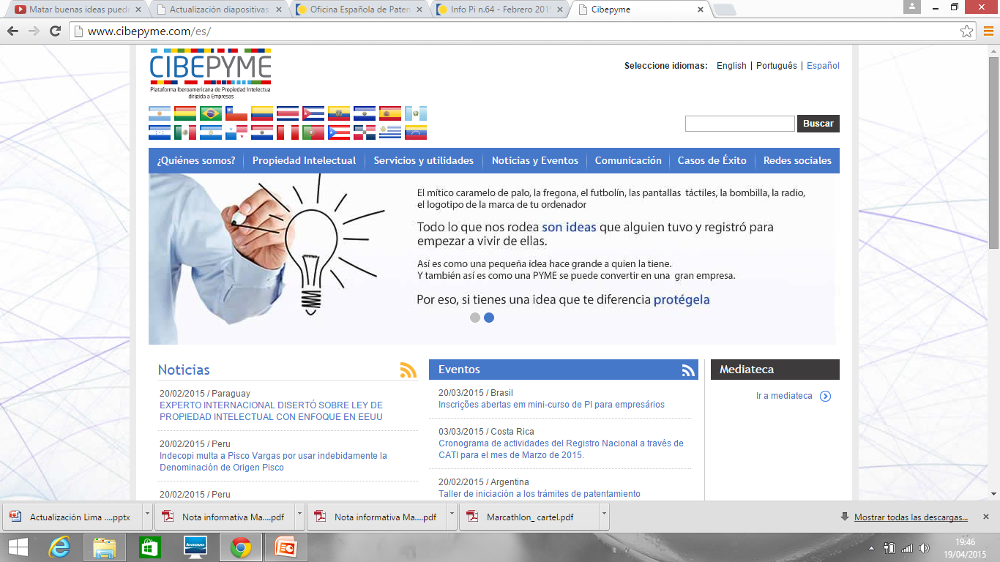 Matar buenas ideas puede
Actualización diapositivas
Oficina Española de Paten
Info Pi n.64 - Febrero 201
Cibepyme
www.cibepyme.com/es/
CIBEPYME
Plataforma Iberoamericana de Propiedad Intelectua
dirigida a Empresas
Seleccione idiomas: English | Português | Español
Buscar
¿Quiénes somos? Propiedad Intelectual Servicios y utilidades Noticias y Eventos Comunicación Casos de Éxito Redes sociales
El mítico caramelo de palo, la fregona, el futbolín, las pantallas táctiles, la bombilla, la radio,
el logotipo de la marca de tu ordenador
Todo lo que nos rodea son ideas que alguien tuvo y registró para
empezar a vivir de ellas.
Así es como una pequeña idea hace grande a quien la tiene.
Y también así es como una PYME se puede convertir en una gran empresa.
Por eso, si tienes una idea que te diferencia protégela
Noticias
20/02/2015 / Paraguay
EXPERTO INTERNACIONAL DISERTÓ SOBRE LEY DE
PROPIEDAD INTELECTUAL CON ENFOQUE EN EEUU
20/02/2015 / Peru
Indecopi multa a Pisco Vargas por usar indebidamente la
Denominación de Origen Pisco
20/02/2015 / Peru
Eventos
20/03/2015 / Brasil
Inscrições abertas em mini-curso de PI para empresários
03/03/2015 / Costa Rica
Cronograma de actividades del Registro Nacional a través de
CATI para el mes de Marzo de 2015.
20/02/2015 / Argentina
Taller de iniciación a los trámites de patentamiento
Mediateca
Ir a mediateca
Actualización Lima ....pptx
Nota informativa Ma....pdf
Nota informativa Ma....pdf
Marcathlon_ cartel.pdf
Mostrar todas las descargas...
lenovo
19:46
19/04/2015